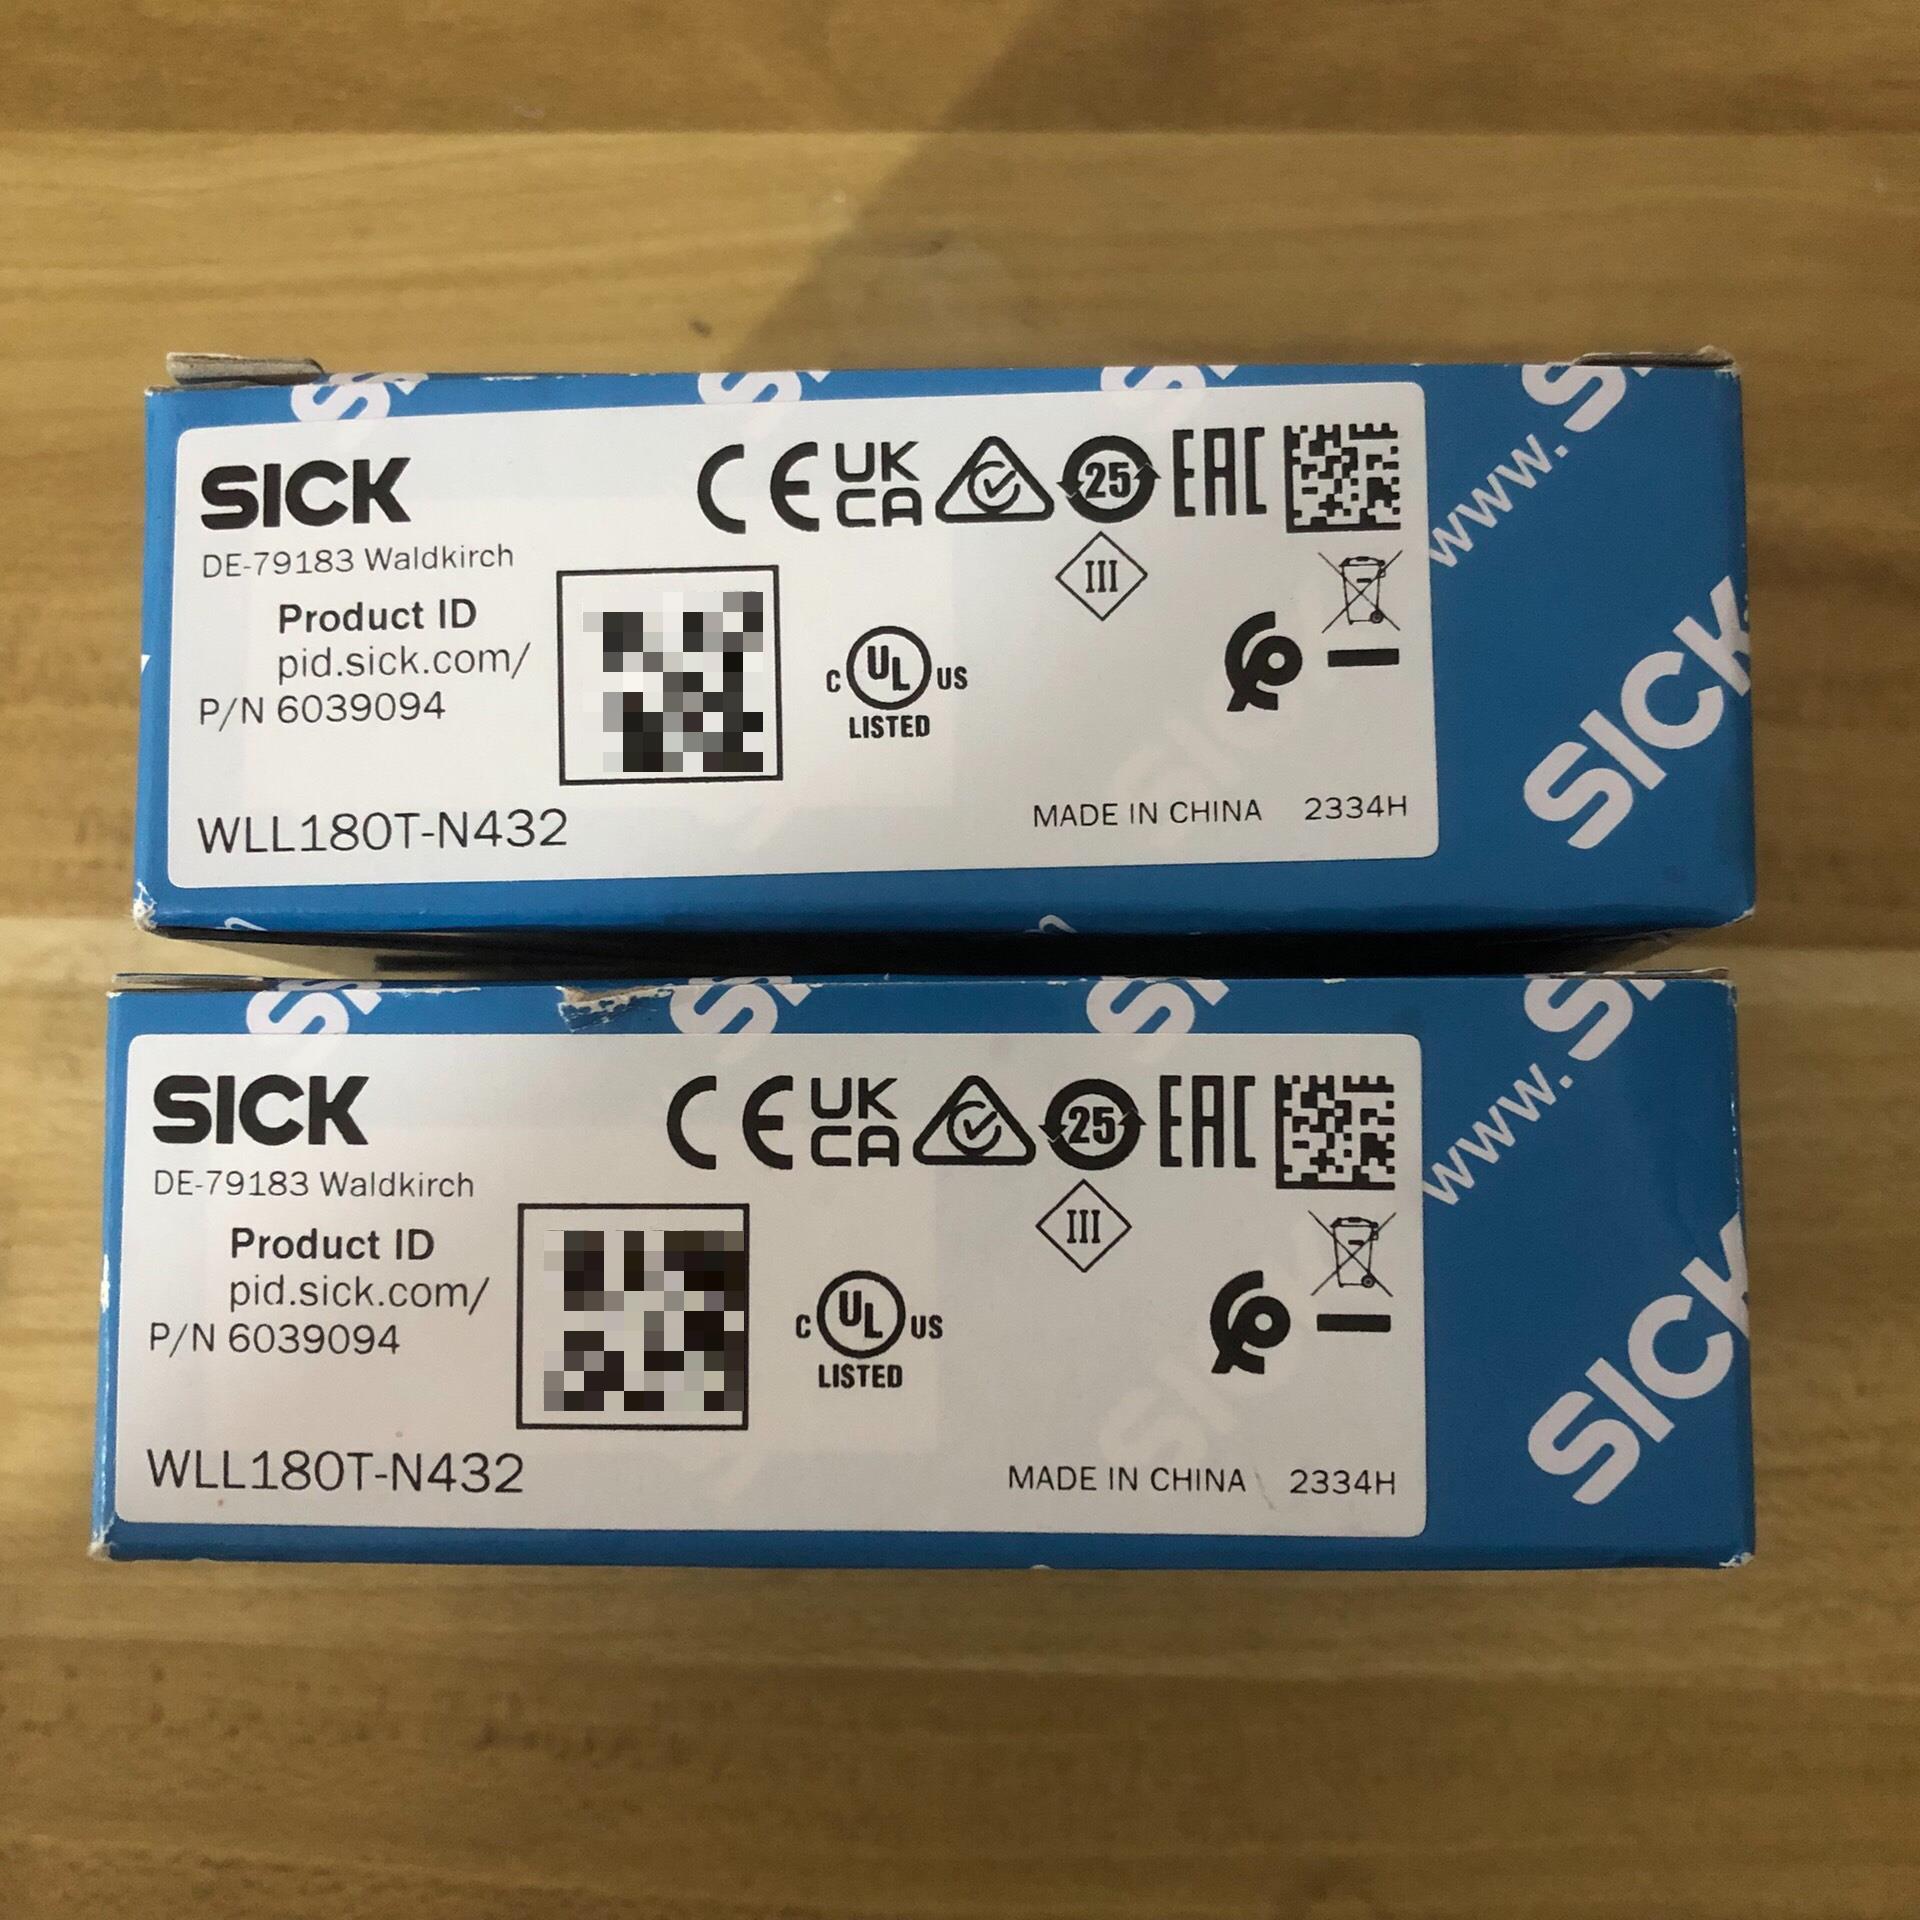 SICK
DE-79183 Waldkirch
Product ID
pid.sick.com/
P/N 6039094
WLL180T-N432
CE UK CA 25 EAC
III
C UL US
LISTED
MADE IN CHINA 2334H
www.
SICK
SICK
DE-79183 Waldkirch
Product ID
pid.sick.com/
P/N 6039094
WLL180T-N432
CE UK CA 25 EAC
III
C UL US
LISTED
MADE IN CHINA 2334H
www.
SICK